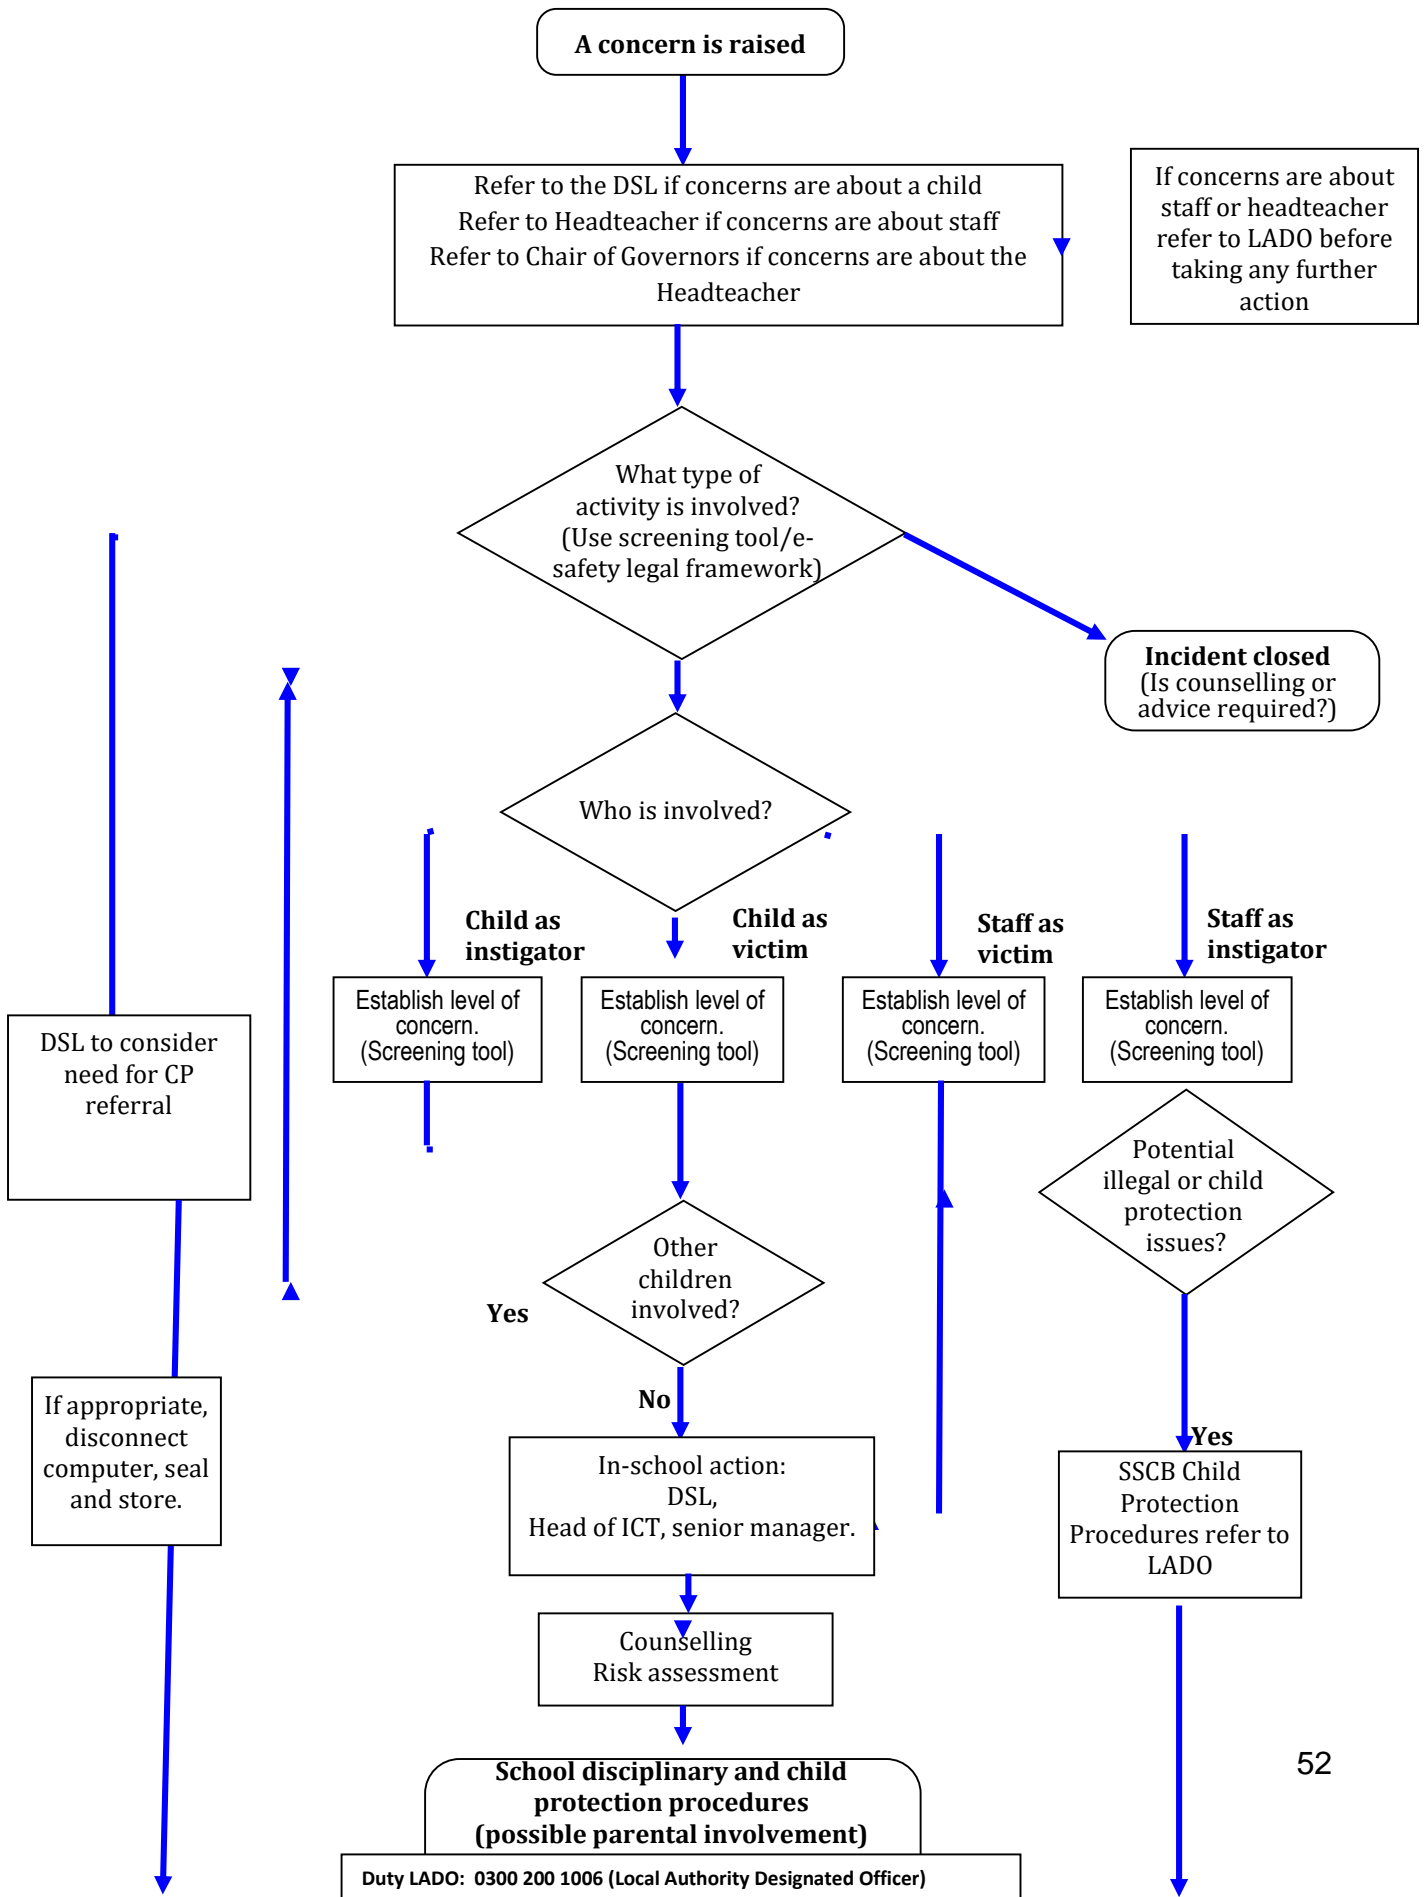 A concern is raised
Refer to the DSL if concerns are about a child
Refer to Headteacher if concerns are about staff
Refer to Chair of Governors if concerns are about the
Headteacher
If concerns are about
staff or headteacher
refer to LADO before
taking any further
action
What type of
activity is involved?
(Use screening tool/e-
safety legal framework)
Incident closed
(Is counselling or
advice required?)
Who is involved?
Child as
instigator
Child as
victim
Staff as
victim
Staff as
instigator
Establish level of
concern.
(Screening tool)
Establish level of
concern.
(Screening tool)
Establish level of
concern.
(Screening tool)
Establish level of
concern.
(Screening tool)
DSL to consider
need for CP
referral
Potential
illegal or child
protection
issues?
Other
children
involved?
Yes
No
If appropriate,
disconnect
computer, seal
and store.
In-school action:
DSL,
Head of ICT, senior manager.
Yes
SSCB Child
Protection
Procedures refer to
LADO
Counselling
Risk assessment
School disciplinary and child
protection procedures
(possible parental involvement)
52
Duty LADO: 0300 200 1006 (Local Authority Designated Officer)